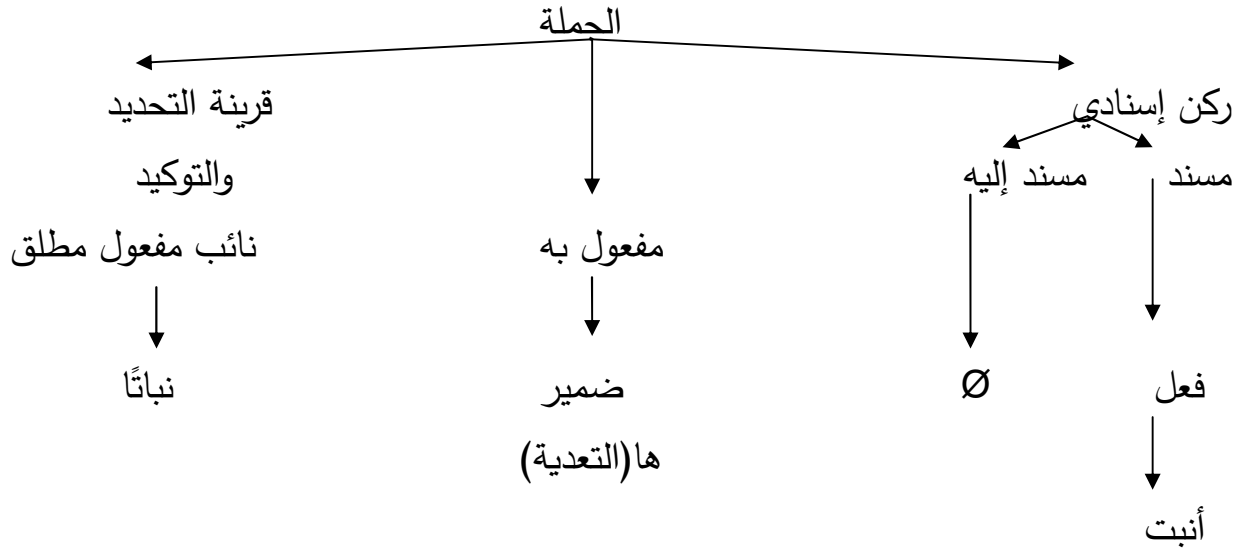 الحملة
ركن إسنادي
قرينة التحديد
والتوكيد
مسند
مسند إليه
مفعول به
نائب مفعول مطلق
فعل
Ø
ضمير
نباتًا
ها(التعدية)
أنبت